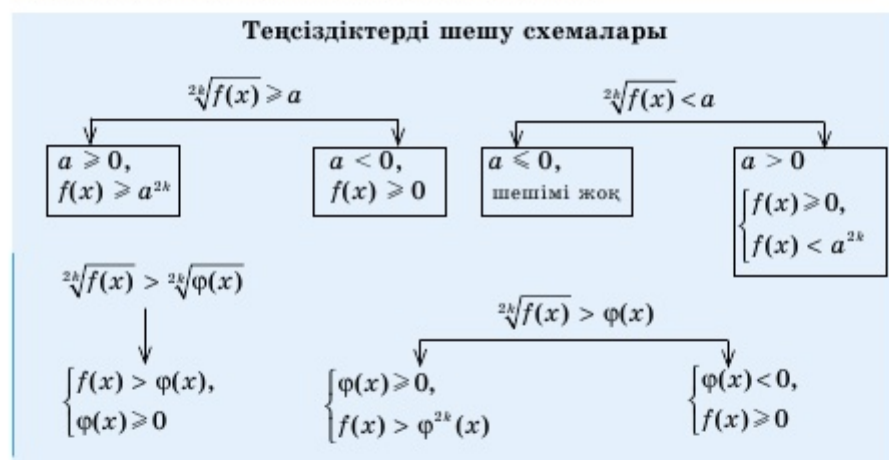 Теңсіздіктерді шешу схемалары
²ᵏ√f(x) ⩾ a
²ᵏ√f(x) < a
a ⩾ 0,
f(x) ⩾ a²ᵏ
a < 0,
f(x) ⩾ 0
a ⩽ 0,
шешімі жоқ
a > 0
{f(x) ⩾ 0,
f(x) < a²ᵏ
²ᵏ√f(x) > ²ᵏ√φ(x)
{f(x) > φ(x),
φ(x) ⩾ 0
²ᵏ√f(x) > φ(x)
{φ(x) ⩾ 0,
f(x) > φ²ᵏ(x)
{φ(x) < 0,
f(x) ⩾ 0